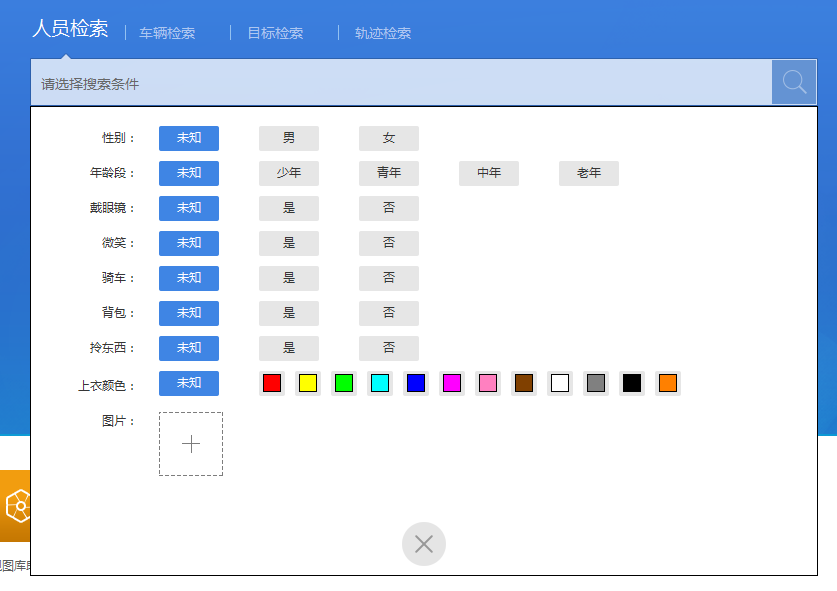 人员检索 车辆检索 目标检索 轨迹检索
请选择搜索条件
性别： 未知 男 女
年龄段： 未知 少年 青年 中年 老年
戴眼镜： 未知 是 否
微笑： 未知 是 否
骑车： 未知 是 否
背包： 未知 是 否
拎东西： 未知 是 否
上衣颜色： 未知
图片：
图库